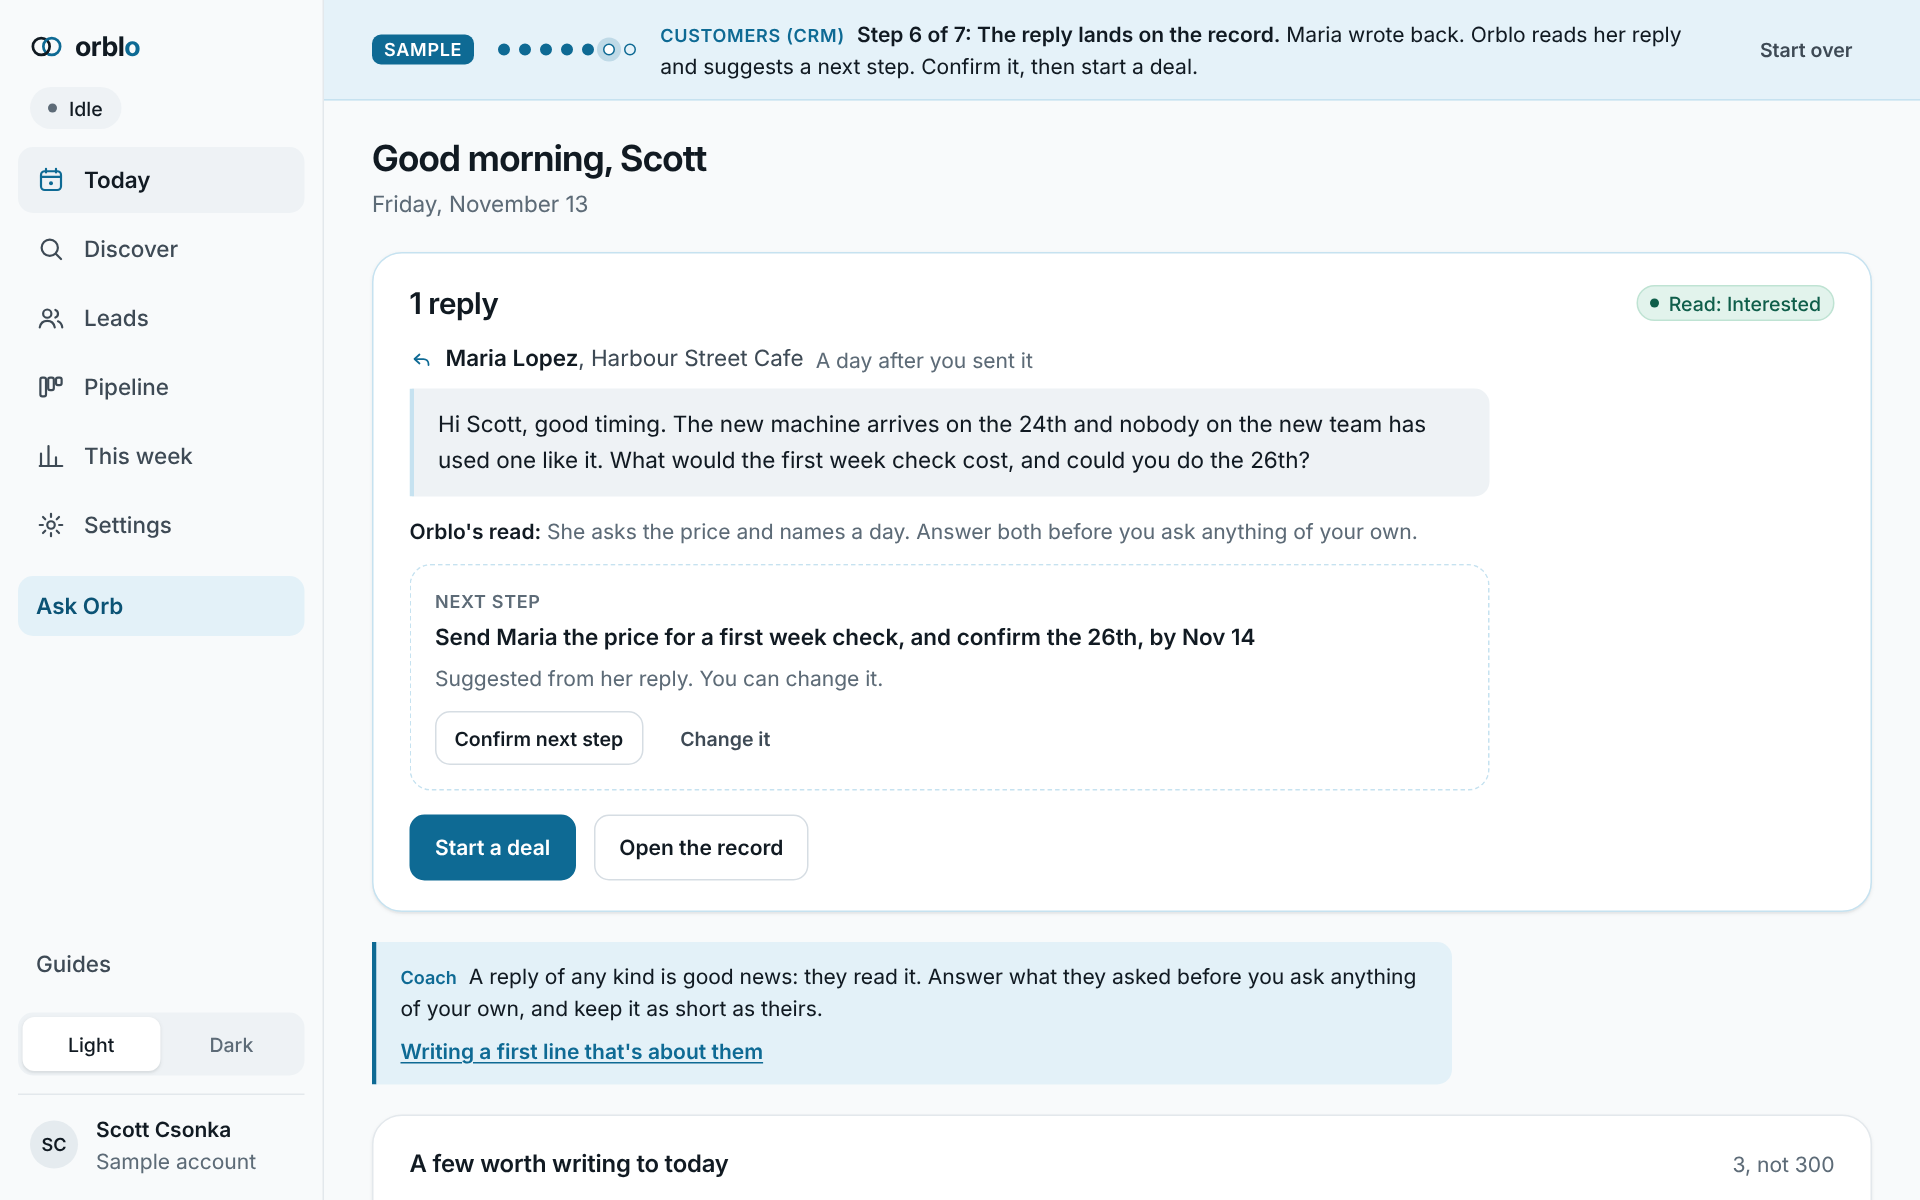 orblo
Idle
Today
Discover
Leads
Pipeline
This week
Settings
Ask Orb
Guides
Light
Dark
SC
Scott Csonka
Sample account
SAMPLE
CUSTOMERS (CRM) Step 6 of 7: The reply lands on the record. Maria wrote back. Orblo reads her reply
and suggests a next step. Confirm it, then start a deal.
Start over
Good morning, Scott
Friday, November 13
1 reply
Read: Interested
Maria Lopez, Harbour Street Cafe A day after you sent it
Hi Scott, good timing. The new machine arrives on the 24th and nobody on the new team has
used one like it. What would the first week check cost, and could you do the 26th?
Orblo's read: She asks the price and names a day. Answer both before you ask anything of your own.
NEXT STEP
Send Maria the price for a first week check, and confirm the 26th, by Nov 14
Suggested from her reply. You can change it.
Confirm next step
Change it
Start a deal
Open the record
Coach A reply of any kind is good news: they read it. Answer what they asked before you ask anything
of your own, and keep it as short as theirs.
Writing a first line that's about them
A few worth writing to today
3, not 300